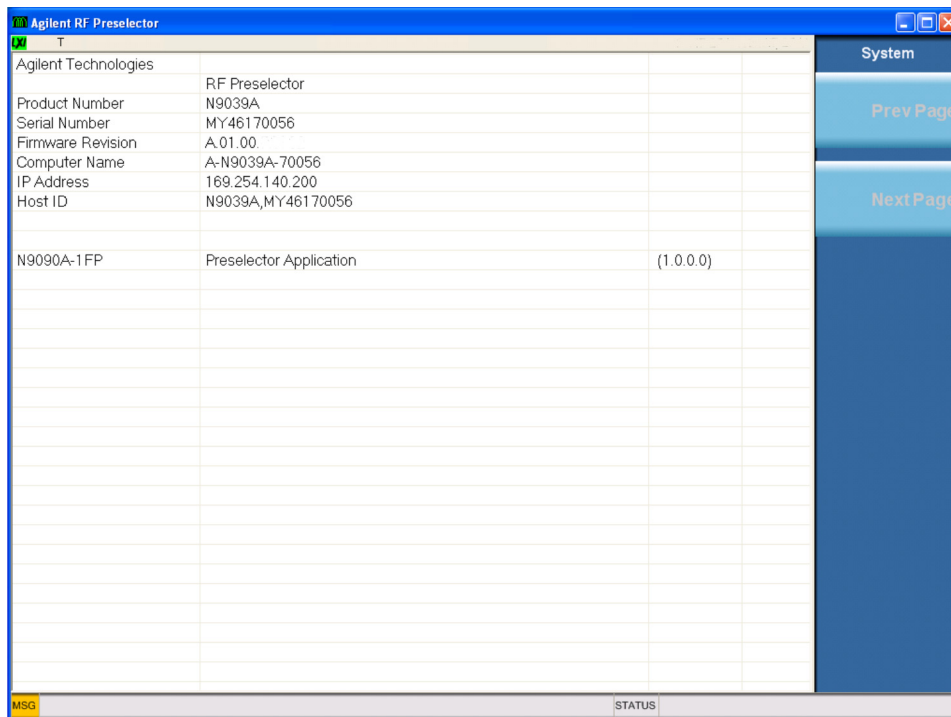 Agilent RF Preselector
LXI T
System
Agilent Technologies
RF Preselector
Product Number N9039A
Serial Number MY46170056
Firmware Revision A.01.00.
Computer Name A-N9039A-70056
IP Address 169.254.140.200
Host ID N9039A,MY46170056
N9090A-1FP Preselector Application (1.0.0.0)
Prev Page
Next Page
MSG STATUS